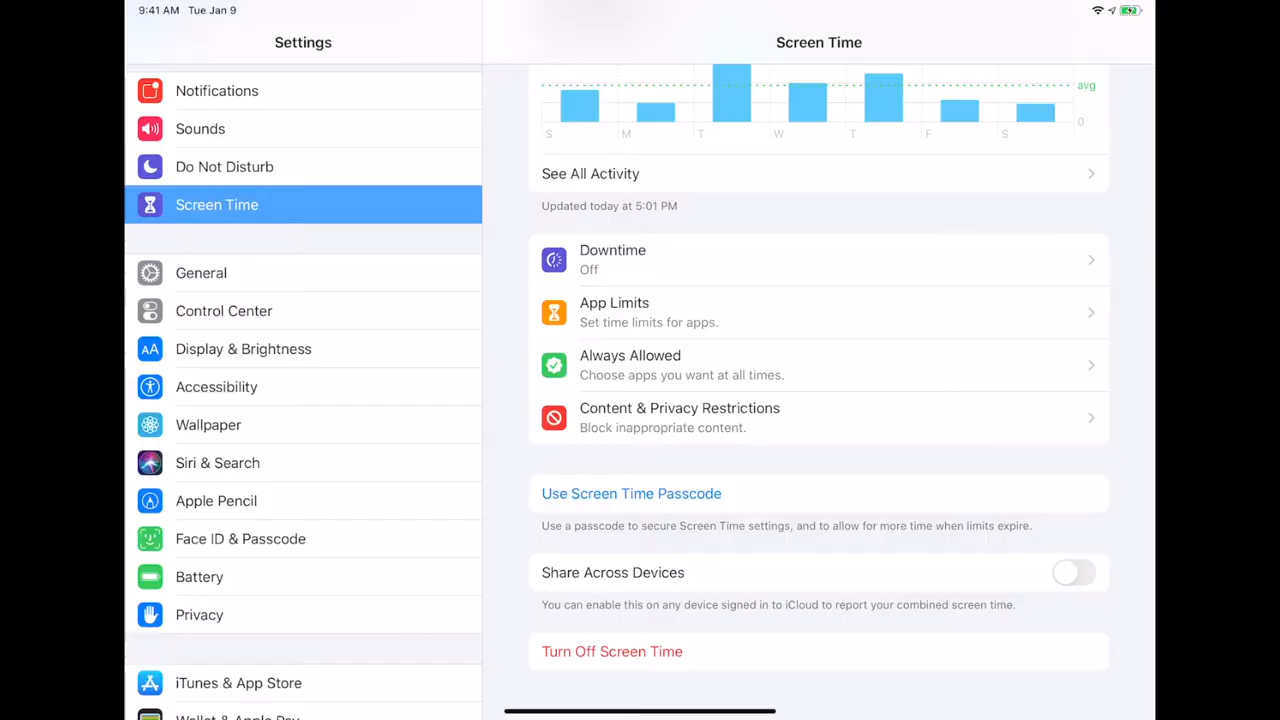 9:41 AM Tue Jan 9
Settings
Notifications
Sounds
Do Not Disturb
Screen Time
General
Control Center
Display & Brightness
Accessibility
Wallpaper
Siri & Search
Apple Pencil
Face ID & Passcode
Battery
Privacy
iTunes & App Store
Wallet & Apple Pay
Screen Time
avg
0
S M T W T F S
See All Activity
Updated today at 5:01 PM
Downtime
Off
App Limits
Set time limits for apps.
Always Allowed
Choose apps you want at all times.
Content & Privacy Restrictions
Block inappropriate content.
Use Screen Time Passcode
Use a passcode to secure Screen Time settings, and to allow for more time when limits expire.
Share Across Devices
You can enable this on any device signed in to iCloud to report your combined screen time.
Turn Off Screen Time